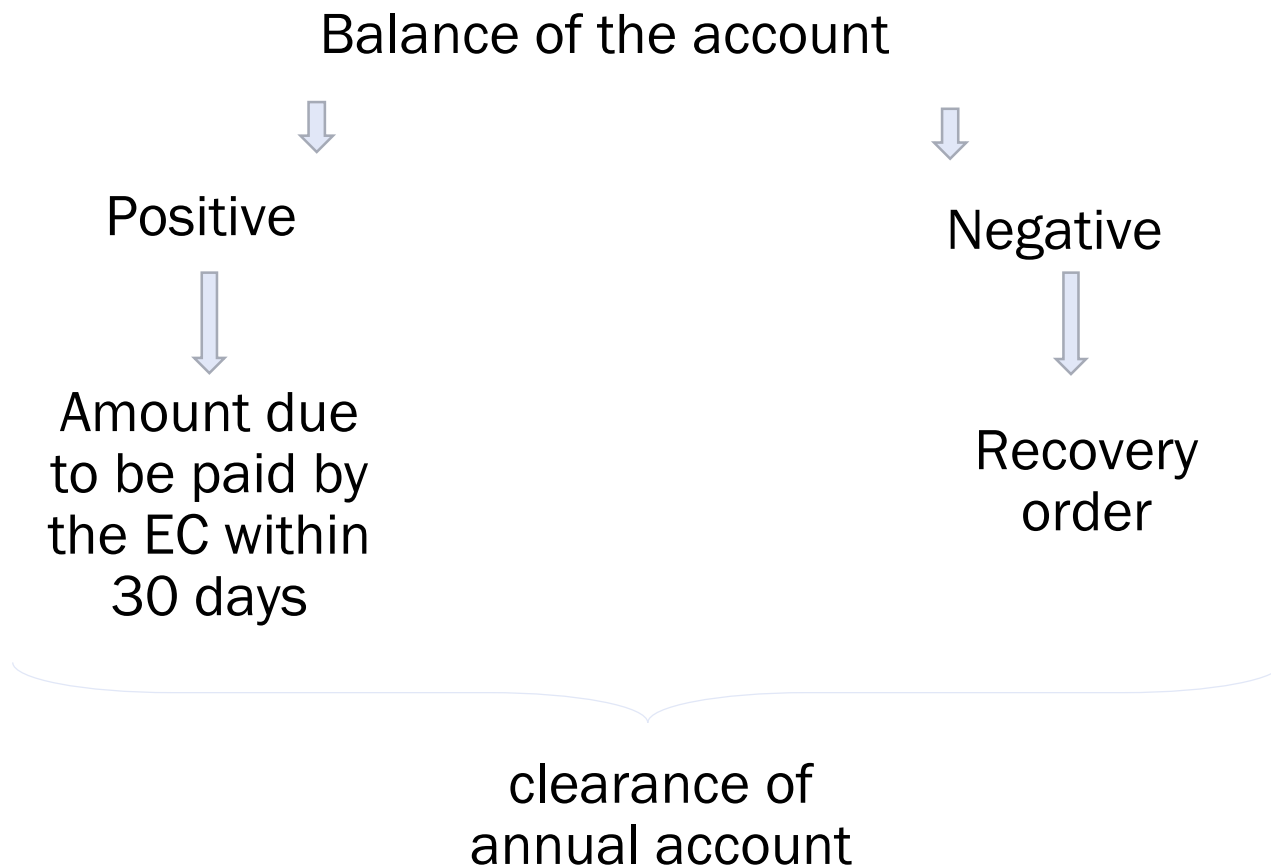 Balance of the account
Positive
Negative
Amount due
to be paid by
the EC within
30 days
Recovery
order
clearance of
annual account